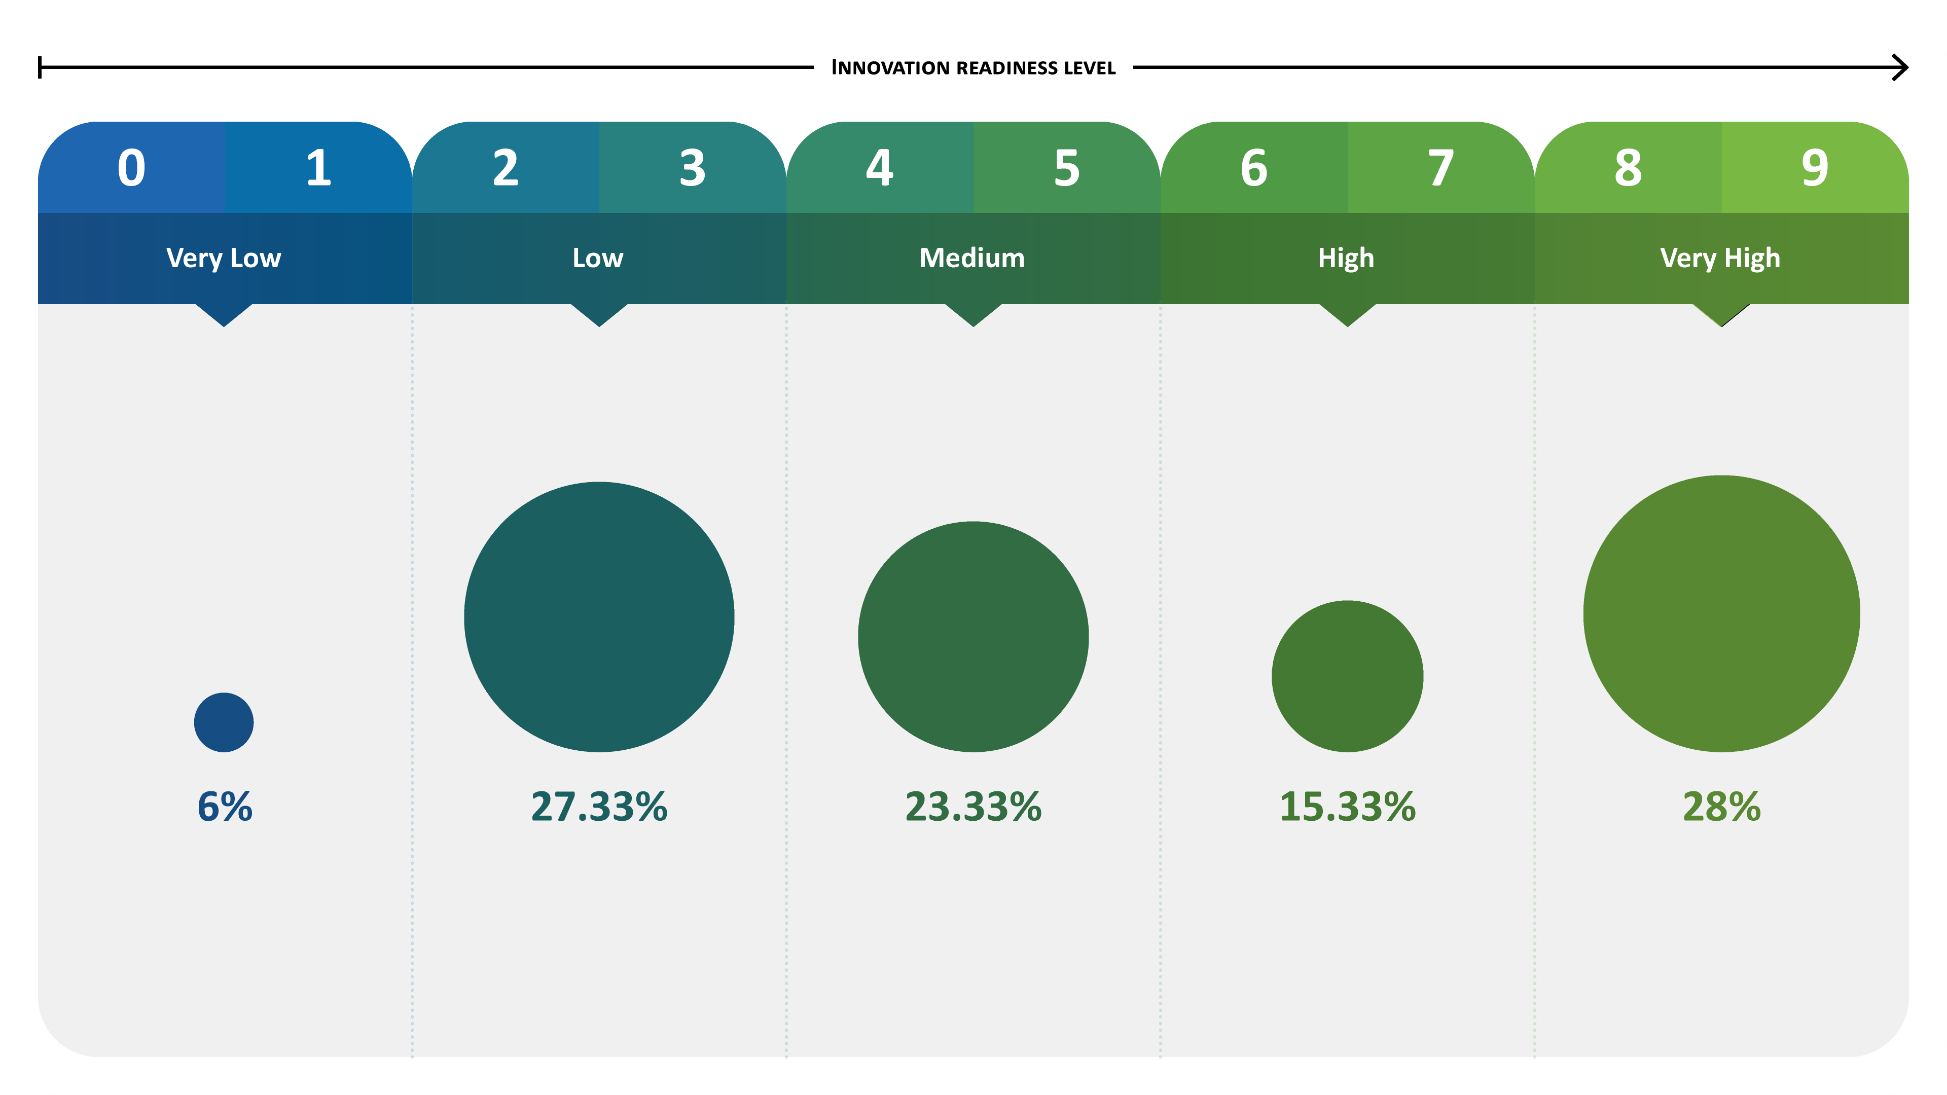 INNOVATION READINESS LEVEL
0 1 2 3 4 5 6 7 8 9
Very Low Low Medium High Very High
6% 27.33% 23.33% 15.33% 28%